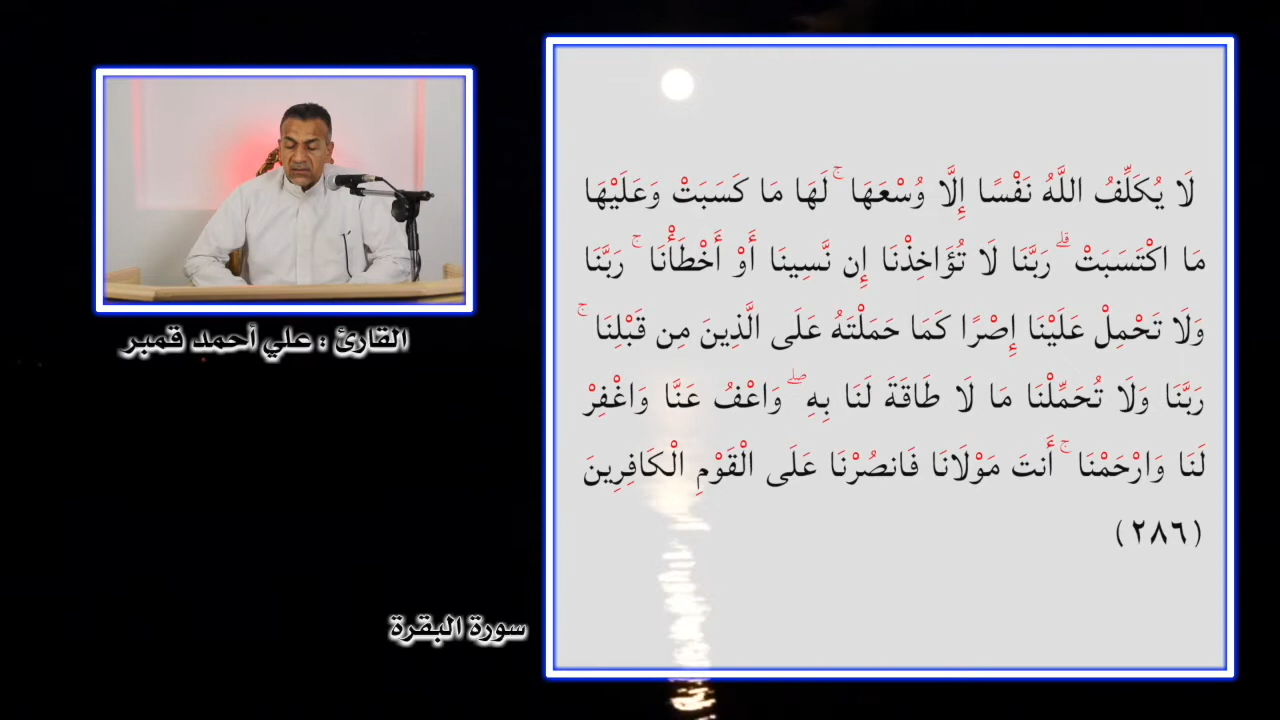 لَا يُكَلِّفُ اللَّهُ نَفْسًا إِلَّا وُسْعَهَا ۚ لَهَا مَا كَسَبَتْ وَعَلَيْهَا
مَا اكْتَسَبَتْ ۗ رَبَّنَا لَا تُؤَاخِذْنَا إِن نَّسِينَا أَوْ أَخْطَأْنَا ۚ رَبَّنَا
وَلَا تَحْمِلْ عَلَيْنَا إِصْرًا كَمَا حَمَلْتَهُ عَلَى الَّذِينَ مِن قَبْلِنَا ۚ
رَبَّنَا وَلَا تُحَمِّلْنَا مَا لَا طَاقَةَ لَنَا بِهِ ۖ وَاعْفُ عَنَّا وَاغْفِرْ
لَنَا وَارْحَمْنَا ۚ أَنتَ مَوْلَانَا فَانصُرْنَا عَلَى الْقَوْمِ الْكَافِرِينَ
(٢٨٦)
القارئ : علي أحمد قمبر
سورة البقرة